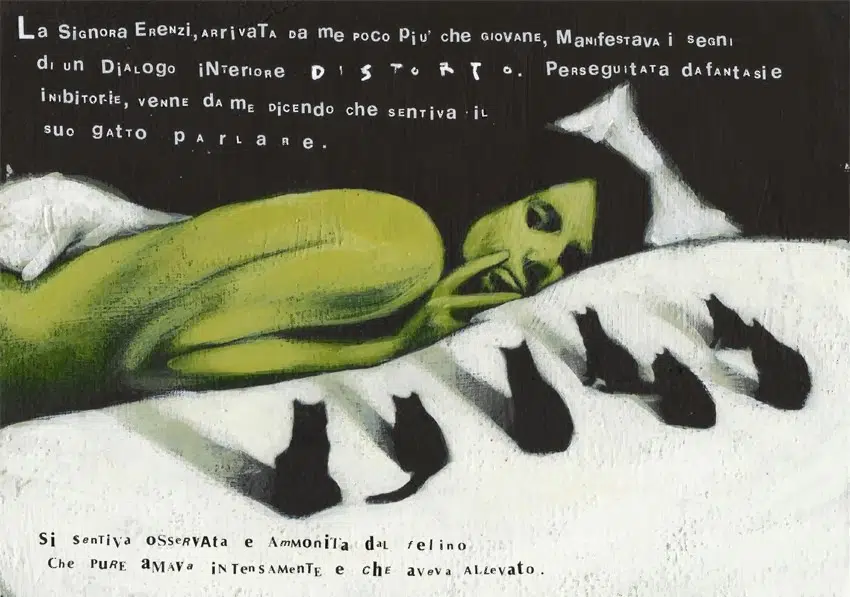 La Signora Erenzi, arrivata da me poco piu' che giovane, Manifestava i segni
di un Dialogo iNteriore DISTORTO. Perseguitata da fantasie
iNibitorie, venne da me dicendo che sentiva il
suo gatto parlare.
Si sentiva osservata e AmmoNita dal felino
Che pure amava iNtensamente e che aveva allevato.